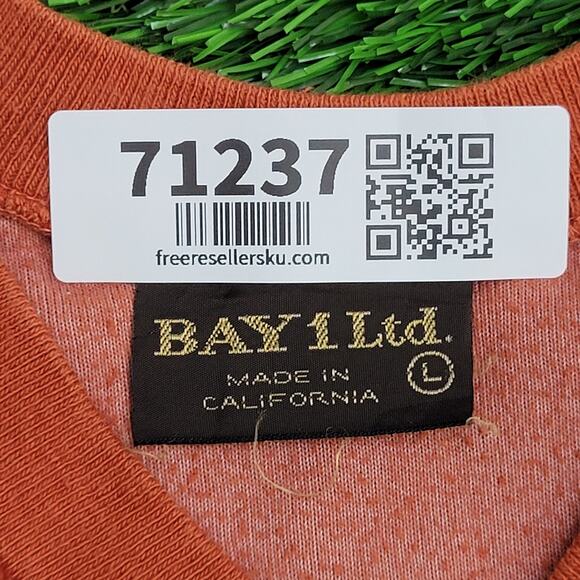 71237
freeresellersku.com
BAY 1 Ltd.
MADE IN
CALIFORNIA
L